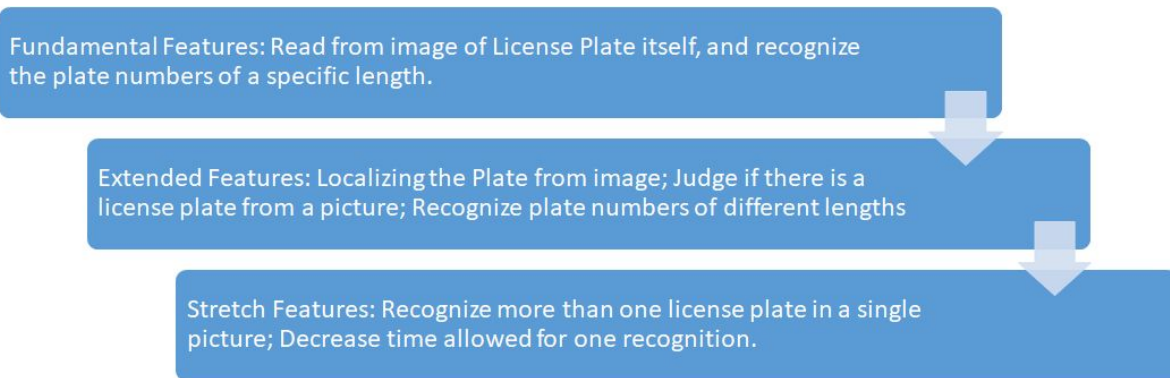 Fundamental Features: Read from image of License Plate itself, and recognize
the plate numbers of a specific length.
Extended Features: Localizing the Plate from image; Judge if there is a
license plate from a picture; Recognize plate numbers of different lengths
Stretch Features: Recognize more than one license plate in a single
picture; Decrease time allowed for one recognition.